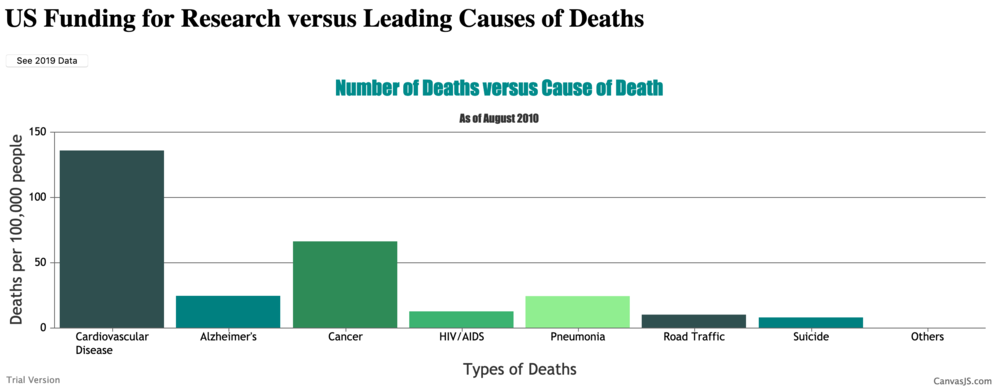 US Funding for Research versus Leading Causes of Deaths
See 2019 Data
Number of Deaths versus Cause of Death
As of August 2010
Deaths per 100,000 people
150
100
50
0
Cardiovascular
Disease
Alzheimer's
Cancer
HIV/AIDS
Pneumonia
Road Traffic
Suicide
Others
Types of Deaths
Trial Version
CanvasJS.com